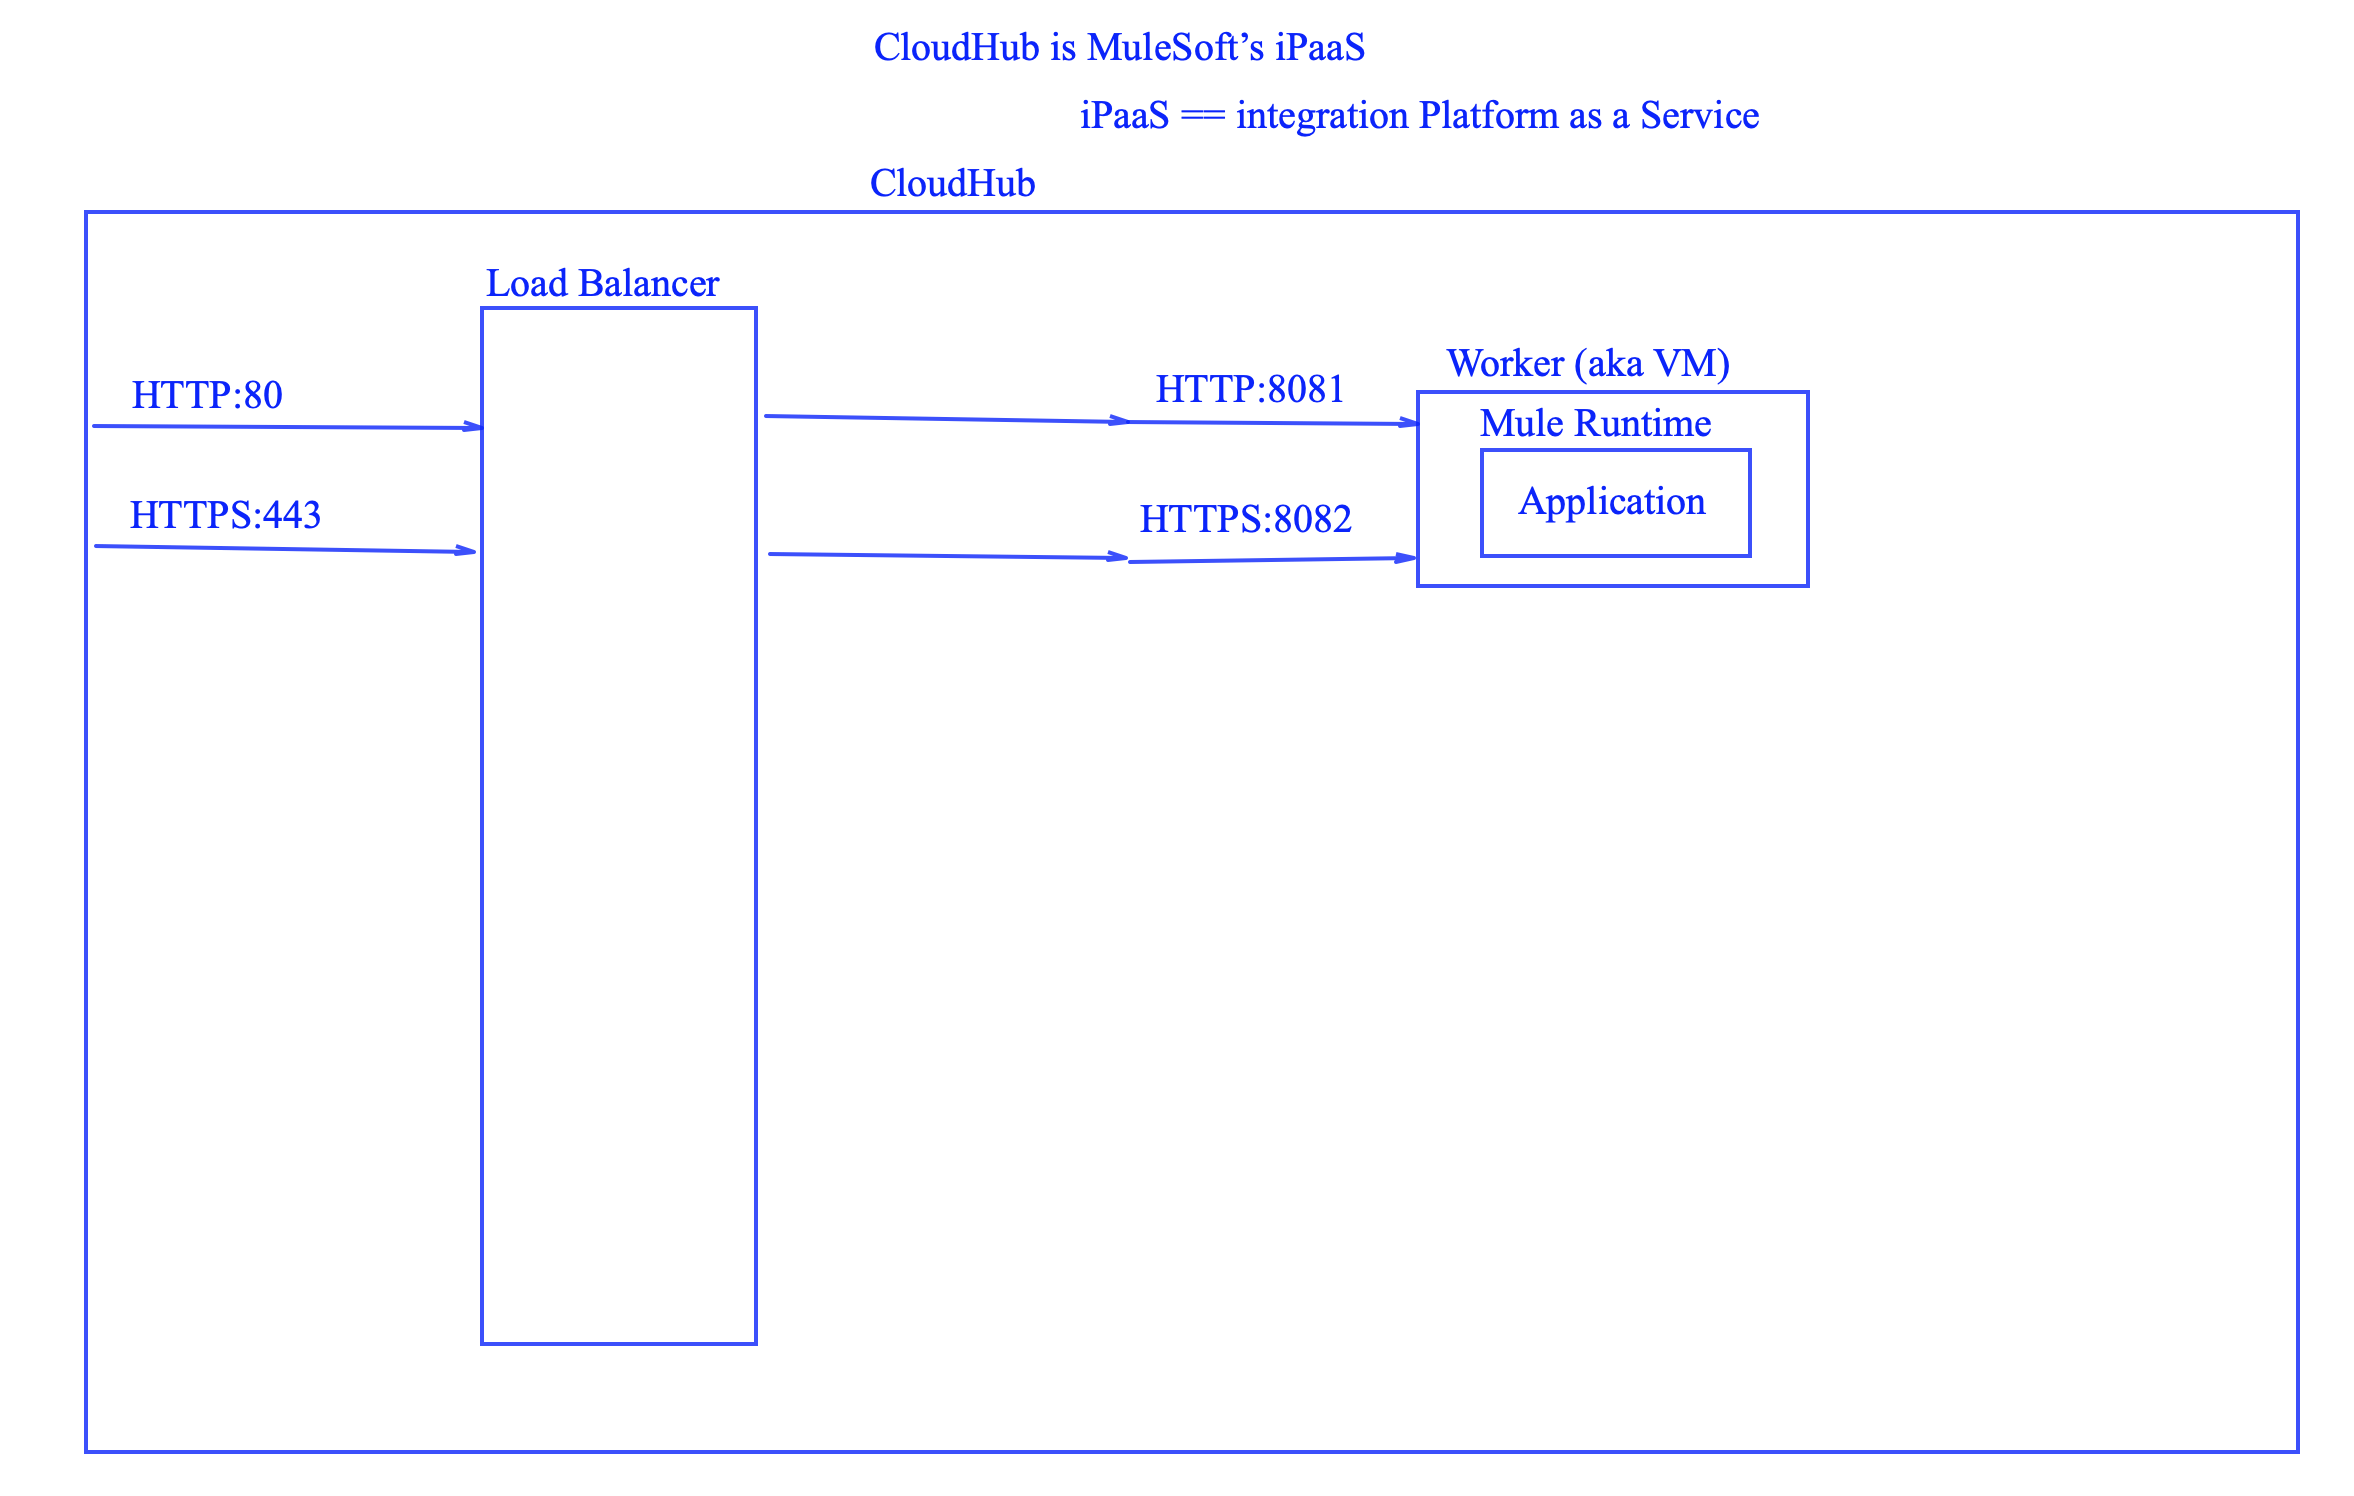 CloudHub is MuleSoft’s iPaaS
iPaaS == integration Platform as a Service
CloudHub
Load Balancer
HTTP:80
HTTPS:443
HTTP:8081
HTTPS:8082
Worker (aka VM)
Mule Runtime
Application